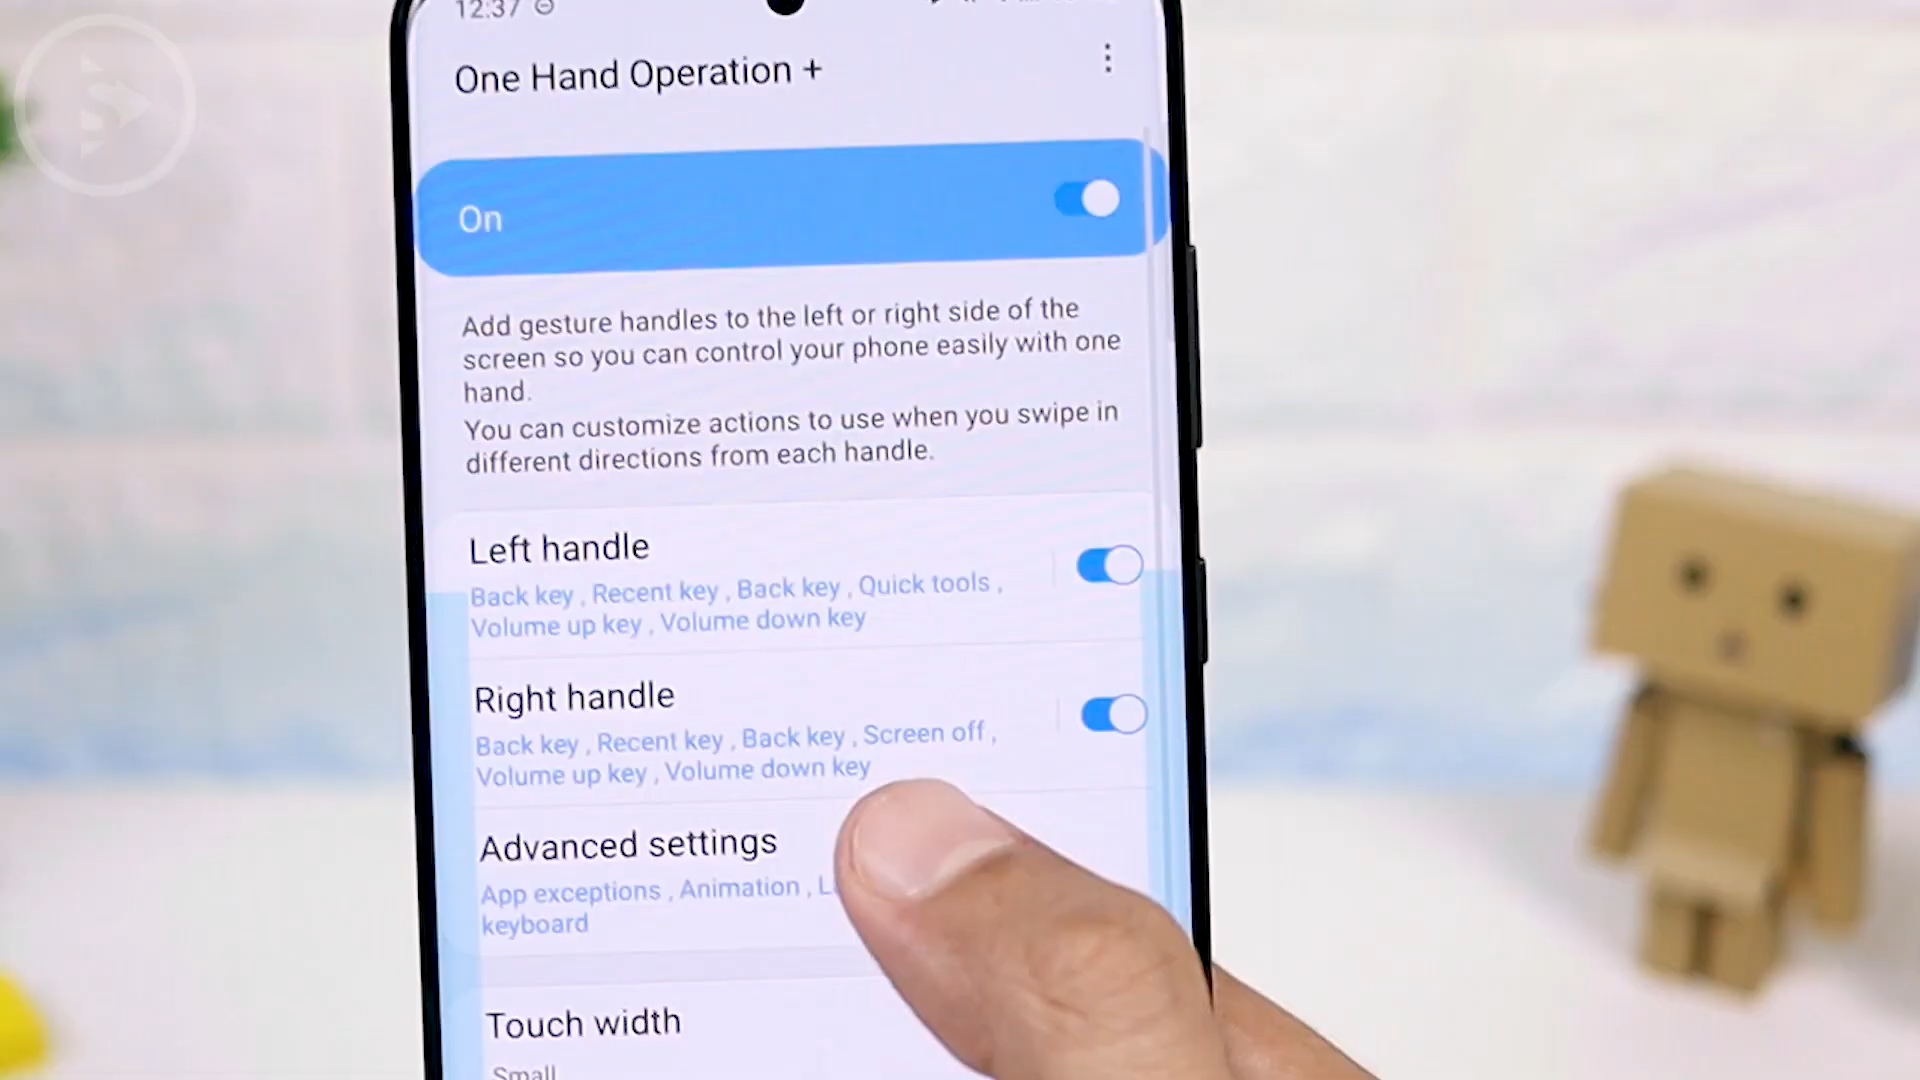 12:37
One Hand Operation +
On
Add gesture handles to the left or right side of the
screen so you can control your phone easily with one
hand.
You can customize actions to use when you swipe in
different directions from each handle.
Left handle
Back key , Recent key , Back key , Quick tools ,
Volume up key , Volume down key
Right handle
Back key , Recent key , Back key , Screen off ,
Volume up key , Volume down key
Advanced settings
App exceptions , Animation ,
keyboard
Touch width
Small